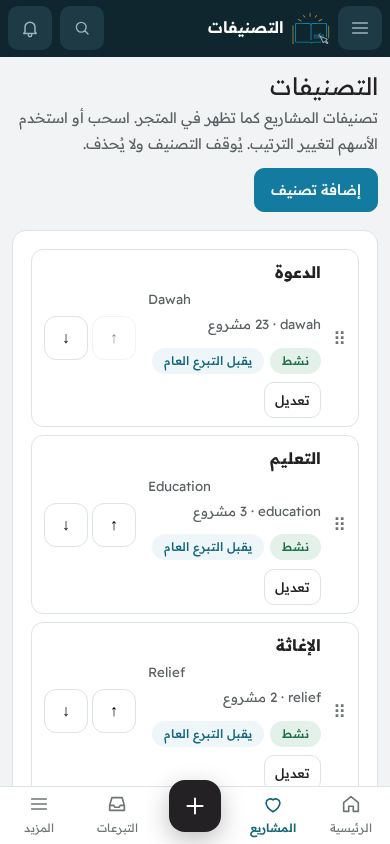 التصنيفات
التصنيفات
تصنيفات المشاريع كما تظهر في المتجر. اسحب أو استخدم
الأسهم لتغيير الترتيب. يُوقف التصنيف ولا يُحذف.
إضافة تصنيف
الدعوة
Dawah
dawah · 23 مشروع
نشط
يقبل التبرع العام
تعديل
↑
↓
التعليم
Education
education · 3 مشروع
نشط
يقبل التبرع العام
تعديل
↑
↓
الإغاثة
Relief
relief · 2 مشروع
نشط
يقبل التبرع العام
تعديل
↑
↓
الرئيسية
المشاريع
التبرعات
المزيد